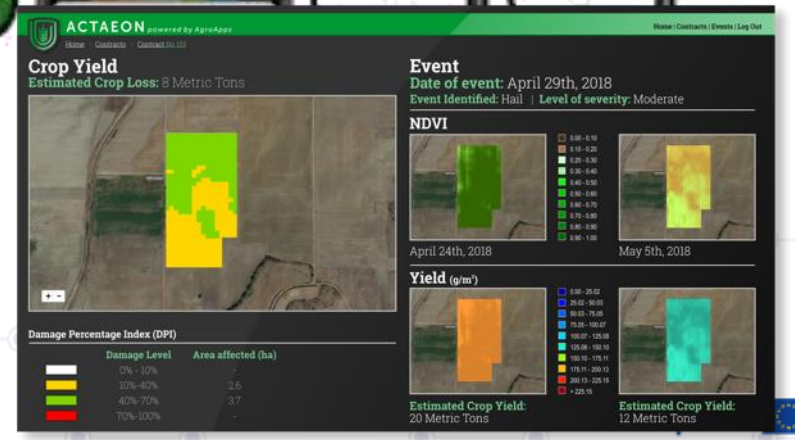 ACTAEON powered by AgroApps
Home | Contracts | Events | Log Out
Home Contracts Contract No 103
Crop Yield
Estimated Crop Loss: 8 Metric Tons
Event
Date of event: April 29th, 2018
Event Identified: Hail | Level of severity: Moderate
NDVI
0.00 - 0.10
0.10 - 0.20
0.20 - 0.30
0.30 - 0.40
0.40 - 0.50
0.50 - 0.60
0.60 - 0.70
0.70 - 0.80
0.80 - 0.90
0.90 - 1.00
April 24th, 2018
May 5th, 2018
Yield (g/m²)
0.00 - 25.02
25.02 - 50.03
50.03 - 75.05
75.05 - 100.07
100.07 - 125.08
125.08 - 150.10
150.10 - 175.11
175.11 - 200.13
200.13 - 225.15
> 225.15
Estimated Crop Yield:
20 Metric Tons
Estimated Crop Yield:
12 Metric Tons
+ -
Damage Percentage Index (DPI)
Damage Level Area affected (ha)
0% - 10% -
10%-40% 2,6
40%-70% 3,7
70%-100% -